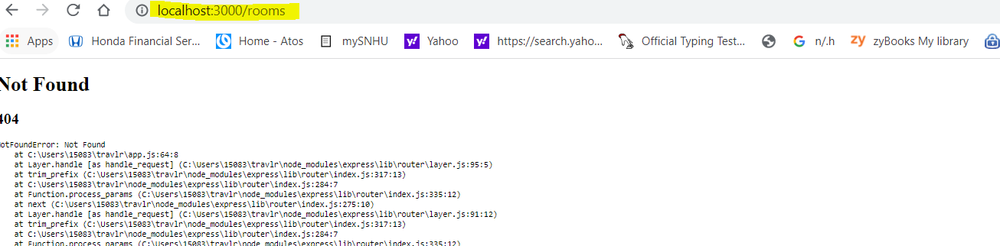 localhost:3000/rooms
Apps Honda Financial Ser... Home - Atos mySNHU Yahoo https://search.yaho... Official Typing Test... n/.h zyBooks My library
Not Found
404
NotFoundError: Not Found
at C:\Users\15083\travlr\app.js:64:8
at Layer.handle [as handle_request] (C:\Users\15083\travlr\node_modules\express\lib\router\layer.js:95:5)
at trim_prefix (C:\Users\15083\travlr\node_modules\express\lib\router\index.js:317:13)
at C:\Users\15083\travlr\node_modules\express\lib\router\index.js:284:7
at Function.process_params (C:\Users\15083\travlr\node_modules\express\lib\router\index.js:335:12)
at next (C:\Users\15083\travlr\node_modules\express\lib\router\index.js:275:10)
at Layer.handle [as handle_request] (C:\Users\15083\travlr\node_modules\express\lib\router\layer.js:91:12)
at trim_prefix (C:\Users\15083\travlr\node_modules\express\lib\router\index.js:317:13)
at C:\Users\15083\travlr\node_modules\express\lib\router\index.js:284:7
at Function.process_params (C:\Users\15083\travlr\node_modules\express\lib\router\index.js:335:12)